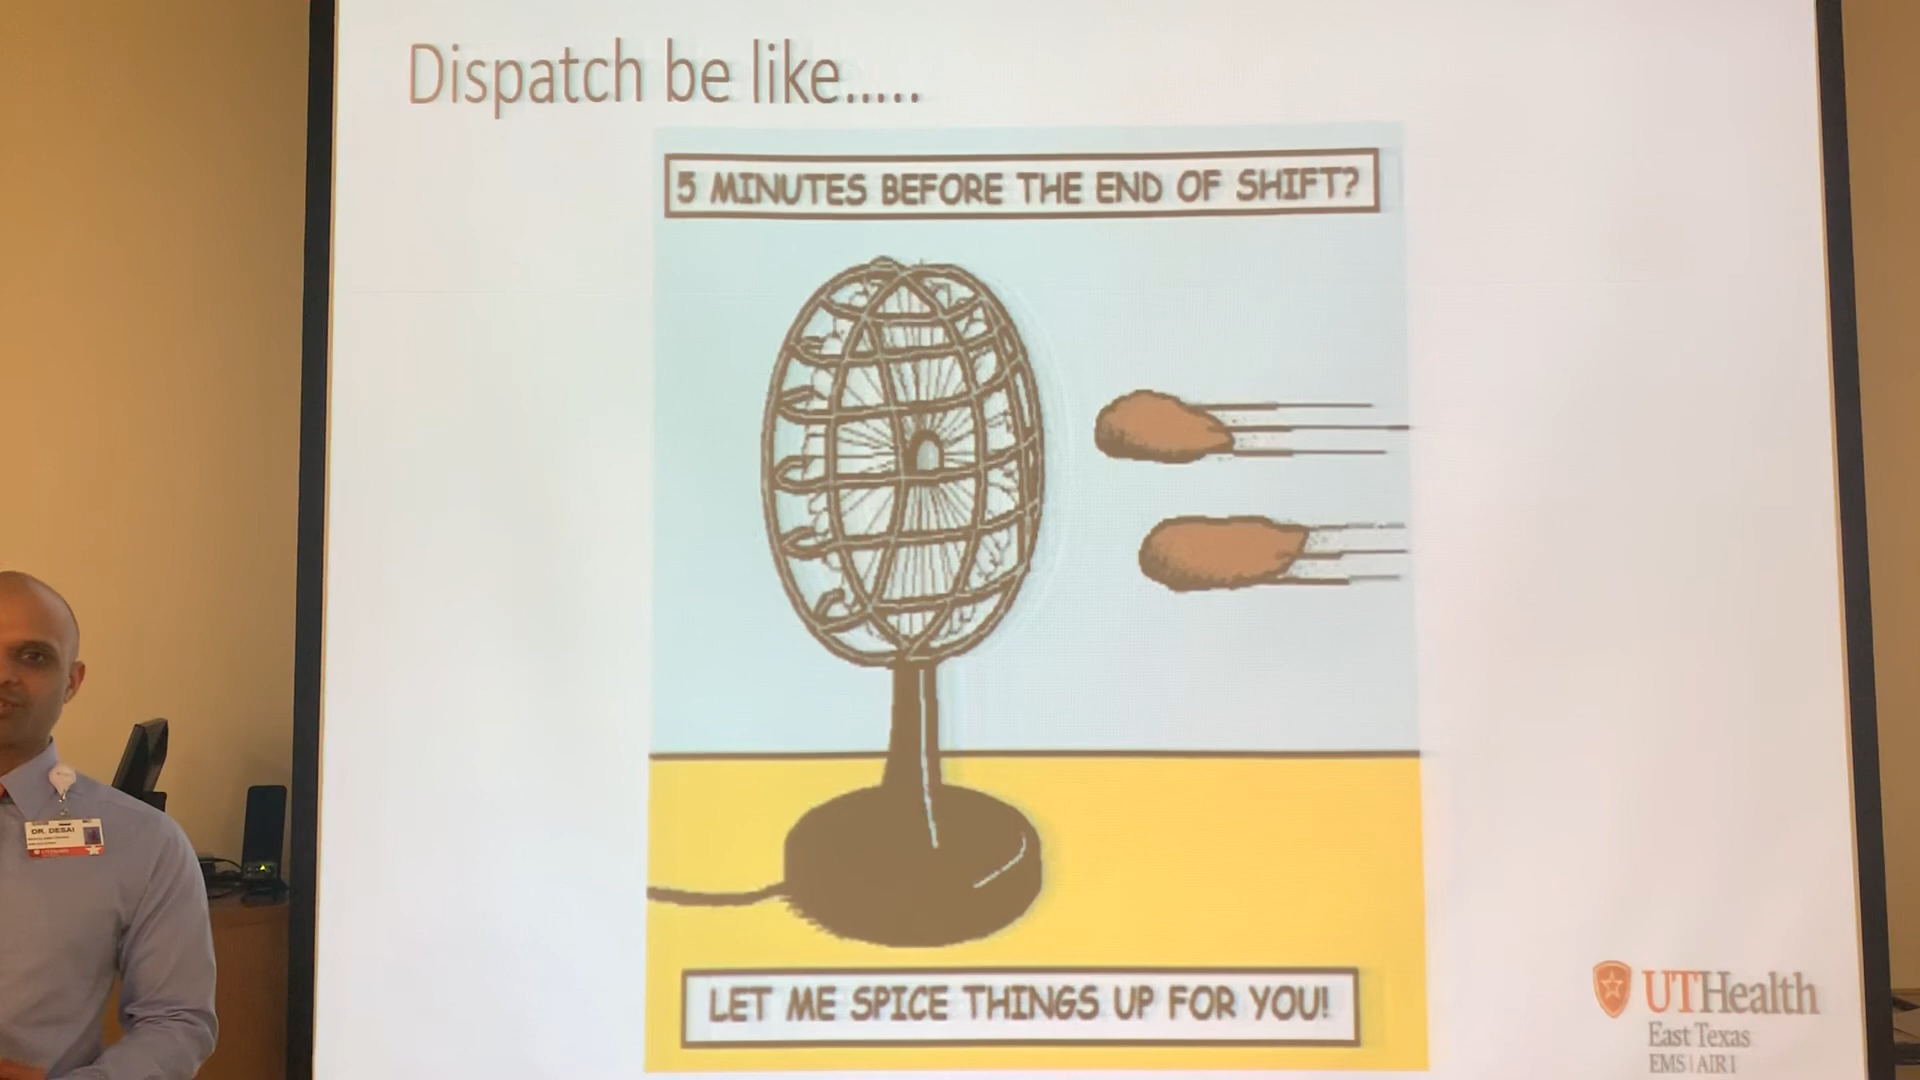 Dispatch be like.....
5 MINUTES BEFORE THE END OF SHIFT?
LET ME SPICE THINGS UP FOR YOU!
DR. DESAI
UTHealth
East Texas
EMS | AIR 1